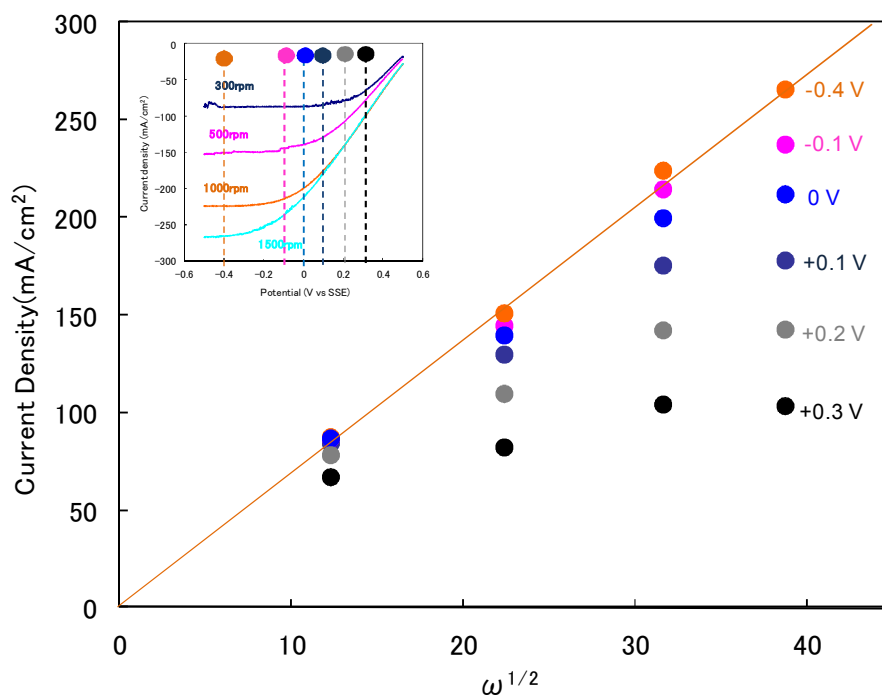 300
250
200
150
100
50
0
Current Density(mA/cm²)
0
10
20
30
40
ω^1/2
-0.4 V
-0.1 V
0 V
+0.1 V
+0.2 V
+0.3 V
0
-50
-100
-150
-200
-250
-300
Current density (mA/cm²)
-0.6
-0.4
-0.2
0
0.2
0.4
0.6
Potential (V vs SSE)
300rpm
500rpm
1000rpm
1500rpm